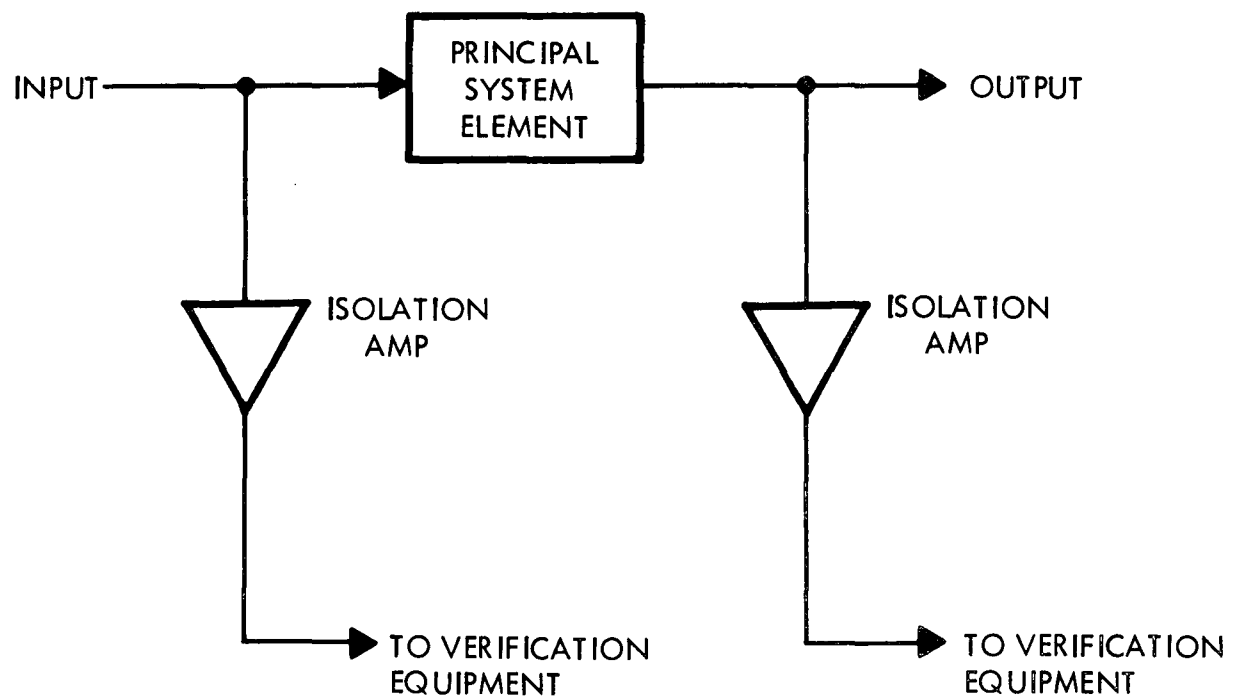 INPUT
PRINCIPAL
SYSTEM
ELEMENT
OUTPUT
ISOLATION
AMP
ISOLATION
AMP
TO VERIFICATION
EQUIPMENT
TO VERIFICATION
EQUIPMENT